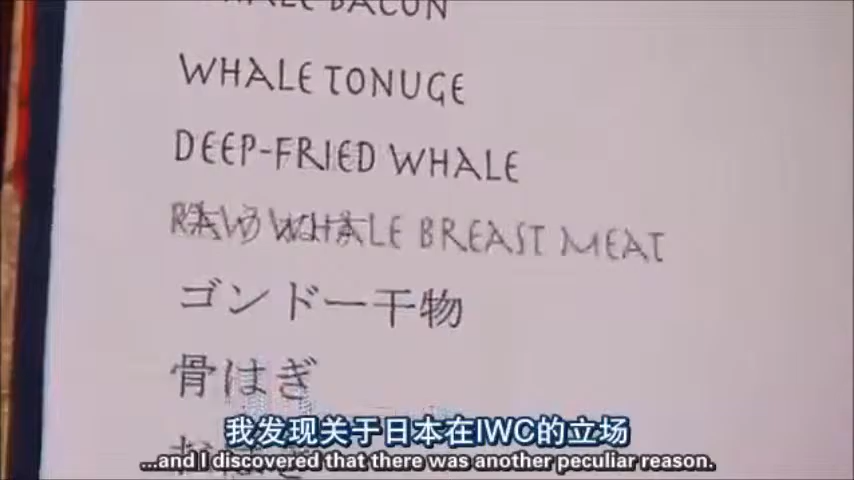 WHALE BACON
WHALE TONUGE
DEEP-FRIED WHALE
RAW WHALE BREAST MEAT
ゴンドー干物
骨はぎ
我发现关于日本在IWC的立场
...and I discovered that there was another peculiar reason.